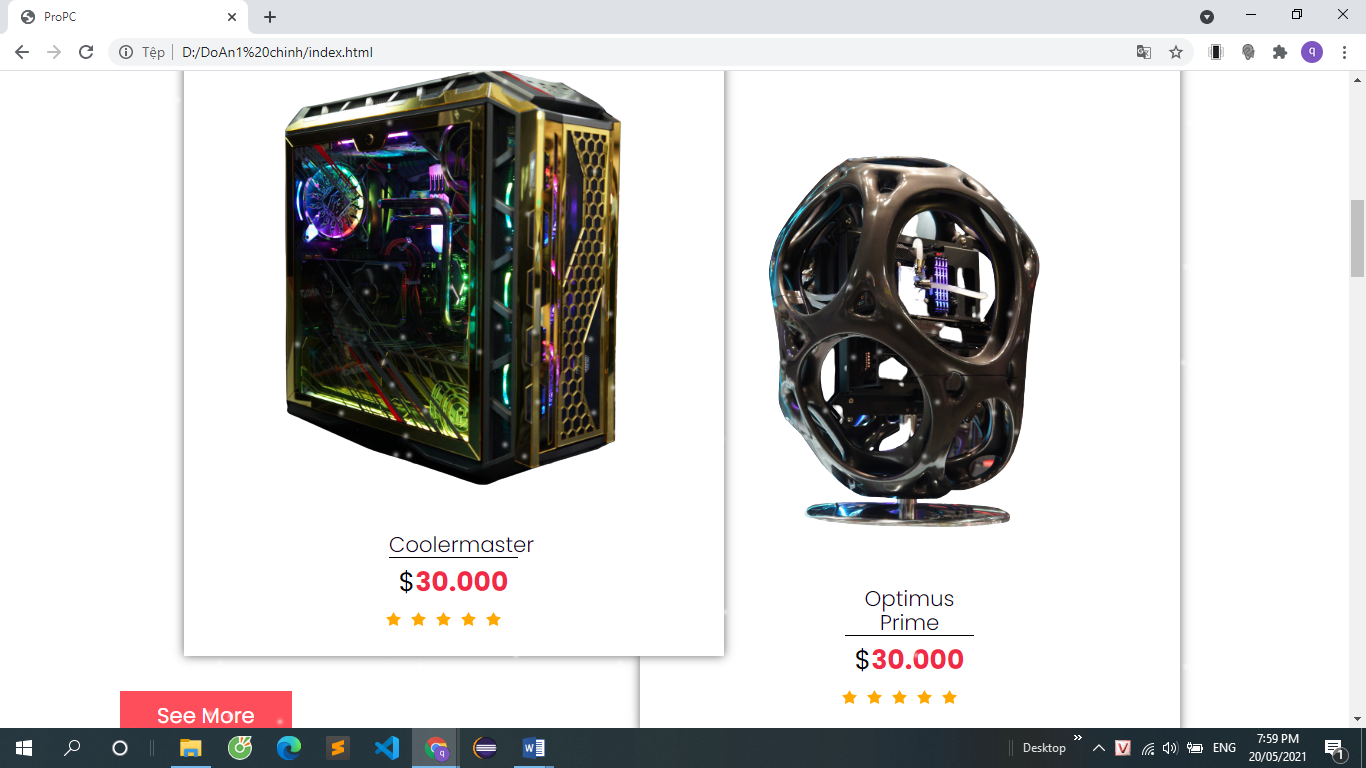 ProPC
Tệp
D:/DoAn1%20chinh/index.html
q
Coolermaster
$30.000
Optimus
Prime
$30.000
See More
Desktop
ENG
7:59 PM
20/05/2021
1